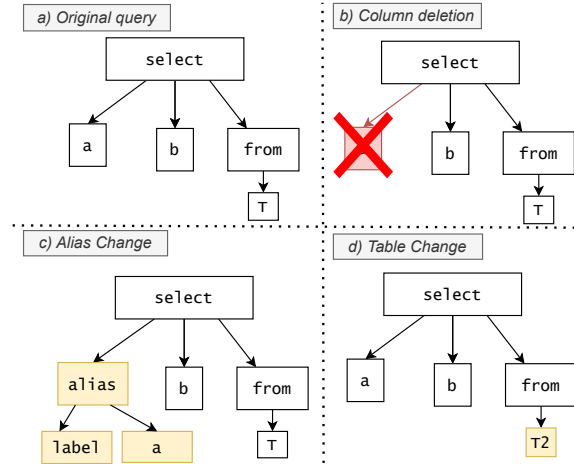 a) Original query
select
a
b
from
T
b) Column deletion
select
b
from
T
c) Alias Change
select
alias
b
from
label
a
T
d) Table Change
select
a
b
from
T2